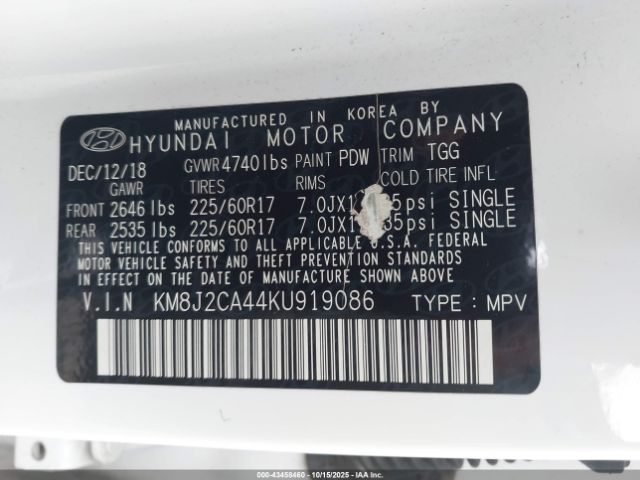 MANUFACTURED IN KOREA BY
HYUNDAI MOTOR COMPANY
DEC/12/18 GVWR 4740lbs PAINT PDW TRIM TGG
GAWR TIRES RIMS COLD TIRE INFL
FRONT 2646 lbs 225/60R17 7.0JX1 5psi SINGLE
REAR 2535 lbs 225/60R17 7.0JX1 35psi SINGLE
THIS VEHICLE CONFORMS TO ALL APPLICABLE U.S.A. FEDERAL
MOTOR VEHICLE SAFETY AND THEFT PREVENTION STANDARDS
IN EFFECT ON THE DATE OF MANUFACTURE SHOWN ABOVE.
V.I.N KM8J2CA44KU919086 TYPE : MPV
000-43458460 - 10/15/2025 - IAA Inc.